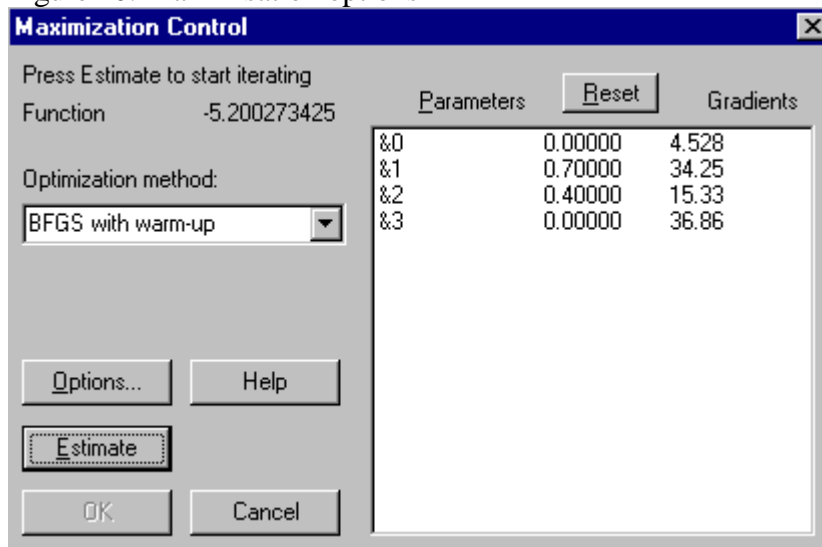 Maximization Control
Press Estimate to start iterating
Function -5.200273425
Optimization method:
BFGS with warm-up
Options... Help
Estimate
OK Cancel
Parameters Reset Gradients
&0 0.00000 4.528
&1 0.70000 34.25
&2 0.40000 15.33
&3 0.00000 36.86